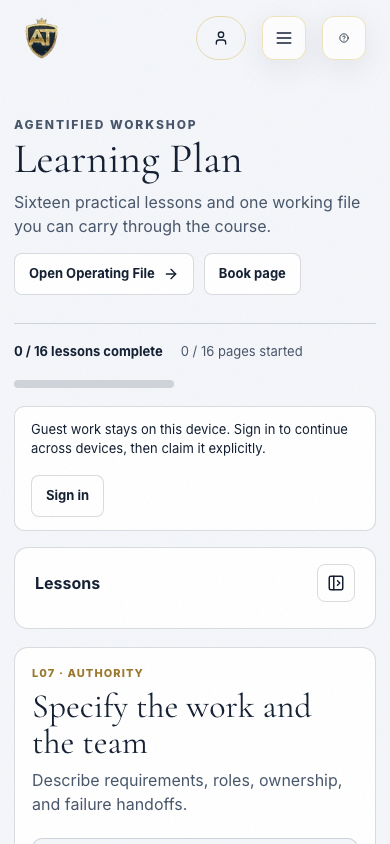 AT
AGENTIFIED WORKSHOP
Learning Plan
Sixteen practical lessons and one working file
you can carry through the course.
Open Operating File →
Book page
0 / 16 lessons complete
0 / 16 pages started
Guest work stays on this device. Sign in to continue
across devices, then claim it explicitly.
Sign in
Lessons
L07 · AUTHORITY
Specify the work and
the team
Describe requirements, roles, ownership,
and failure handoffs.